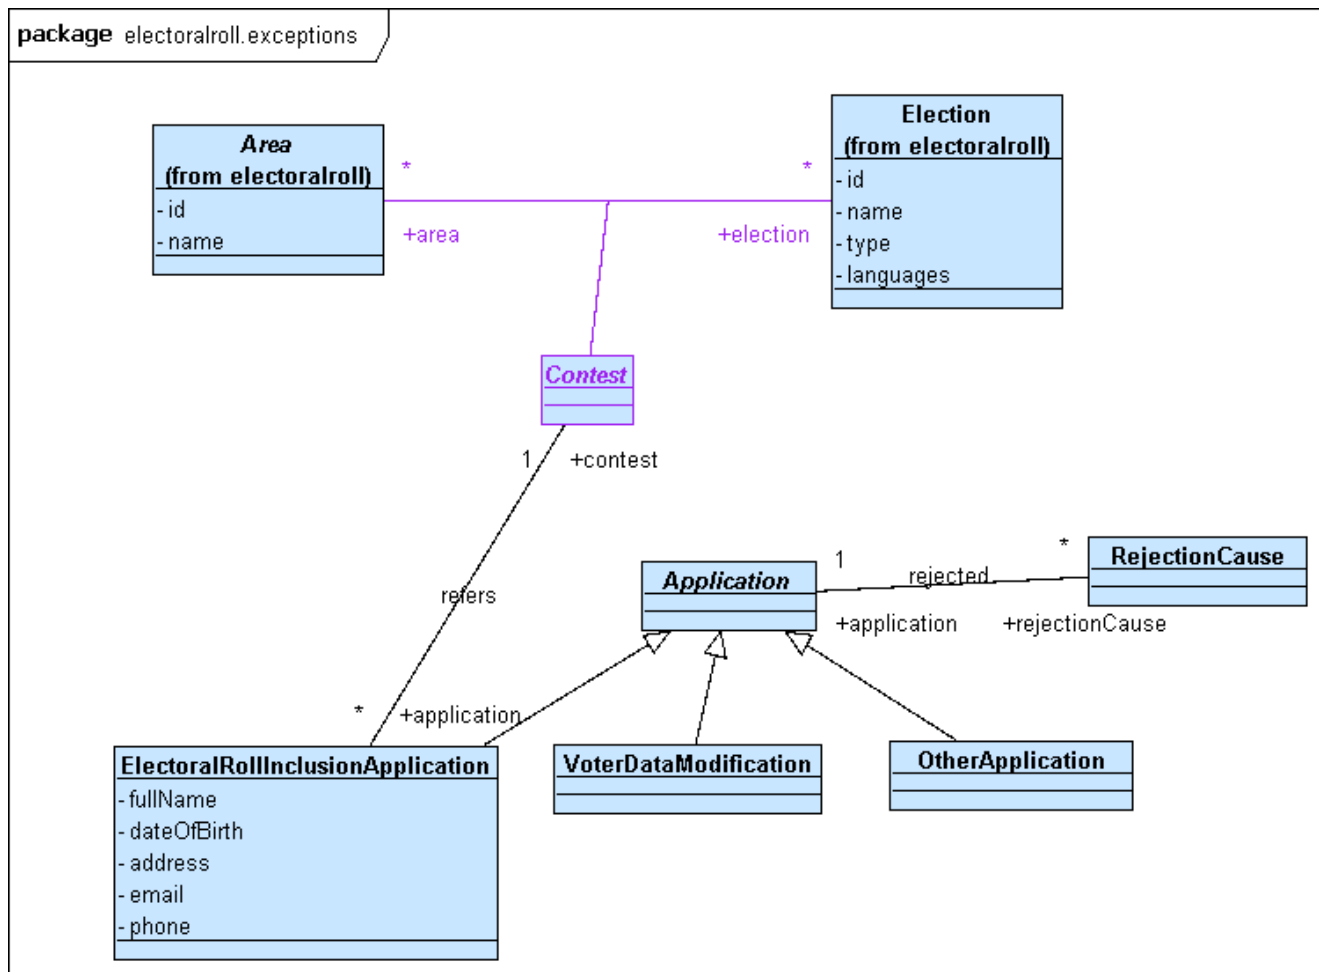 package electoralroll.exceptions
Area
(from electoralroll)
- id
- name
Election
(from electoralroll)
- id
- name
- type
- languages
*
*
+area
+election
Contest
1
+contest
refers
*
+application
Application
1
rejected
*
+application
+rejectionCause
RejectionCause
ElectoralRollInclusionApplication
- fullName
- dateOfBirth
- address
- email
- phone
VoterDataModification
OtherApplication